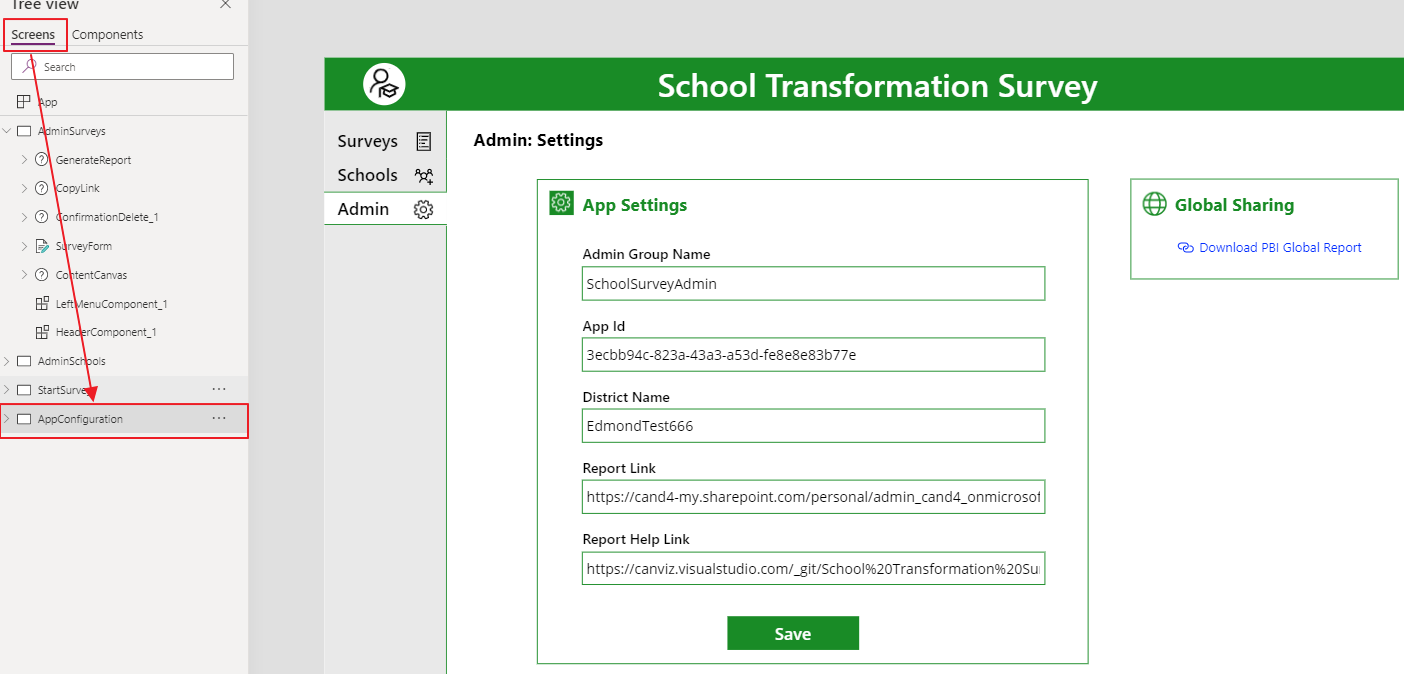 Tree view
Screens
Components
Search
App
AdminSurveys
GenerateReport
CopyLink
ConfirmationDelete_1
SurveyForm
ContentCanvas
LeftMenuComponent_1
HeaderComponent_1
AdminSchools
StartSurvey
AppConfiguration
School Transformation Survey
Surveys
Schools
Admin
Admin: Settings
App Settings
Admin Group Name
SchoolSurveyAdmin
App Id
3ecbb94c-823a-43a3-a53d-fe8e8e83b77e
District Name
EdmondTest666
Report Link
https://cand4-my.sharepoint.com/personal/admin_cand4_onmicrosof
Report Help Link
https://canviz.visualstudio.com/_git/School%20Transformation%20Su
Save
Global Sharing
Download PBI Global Report